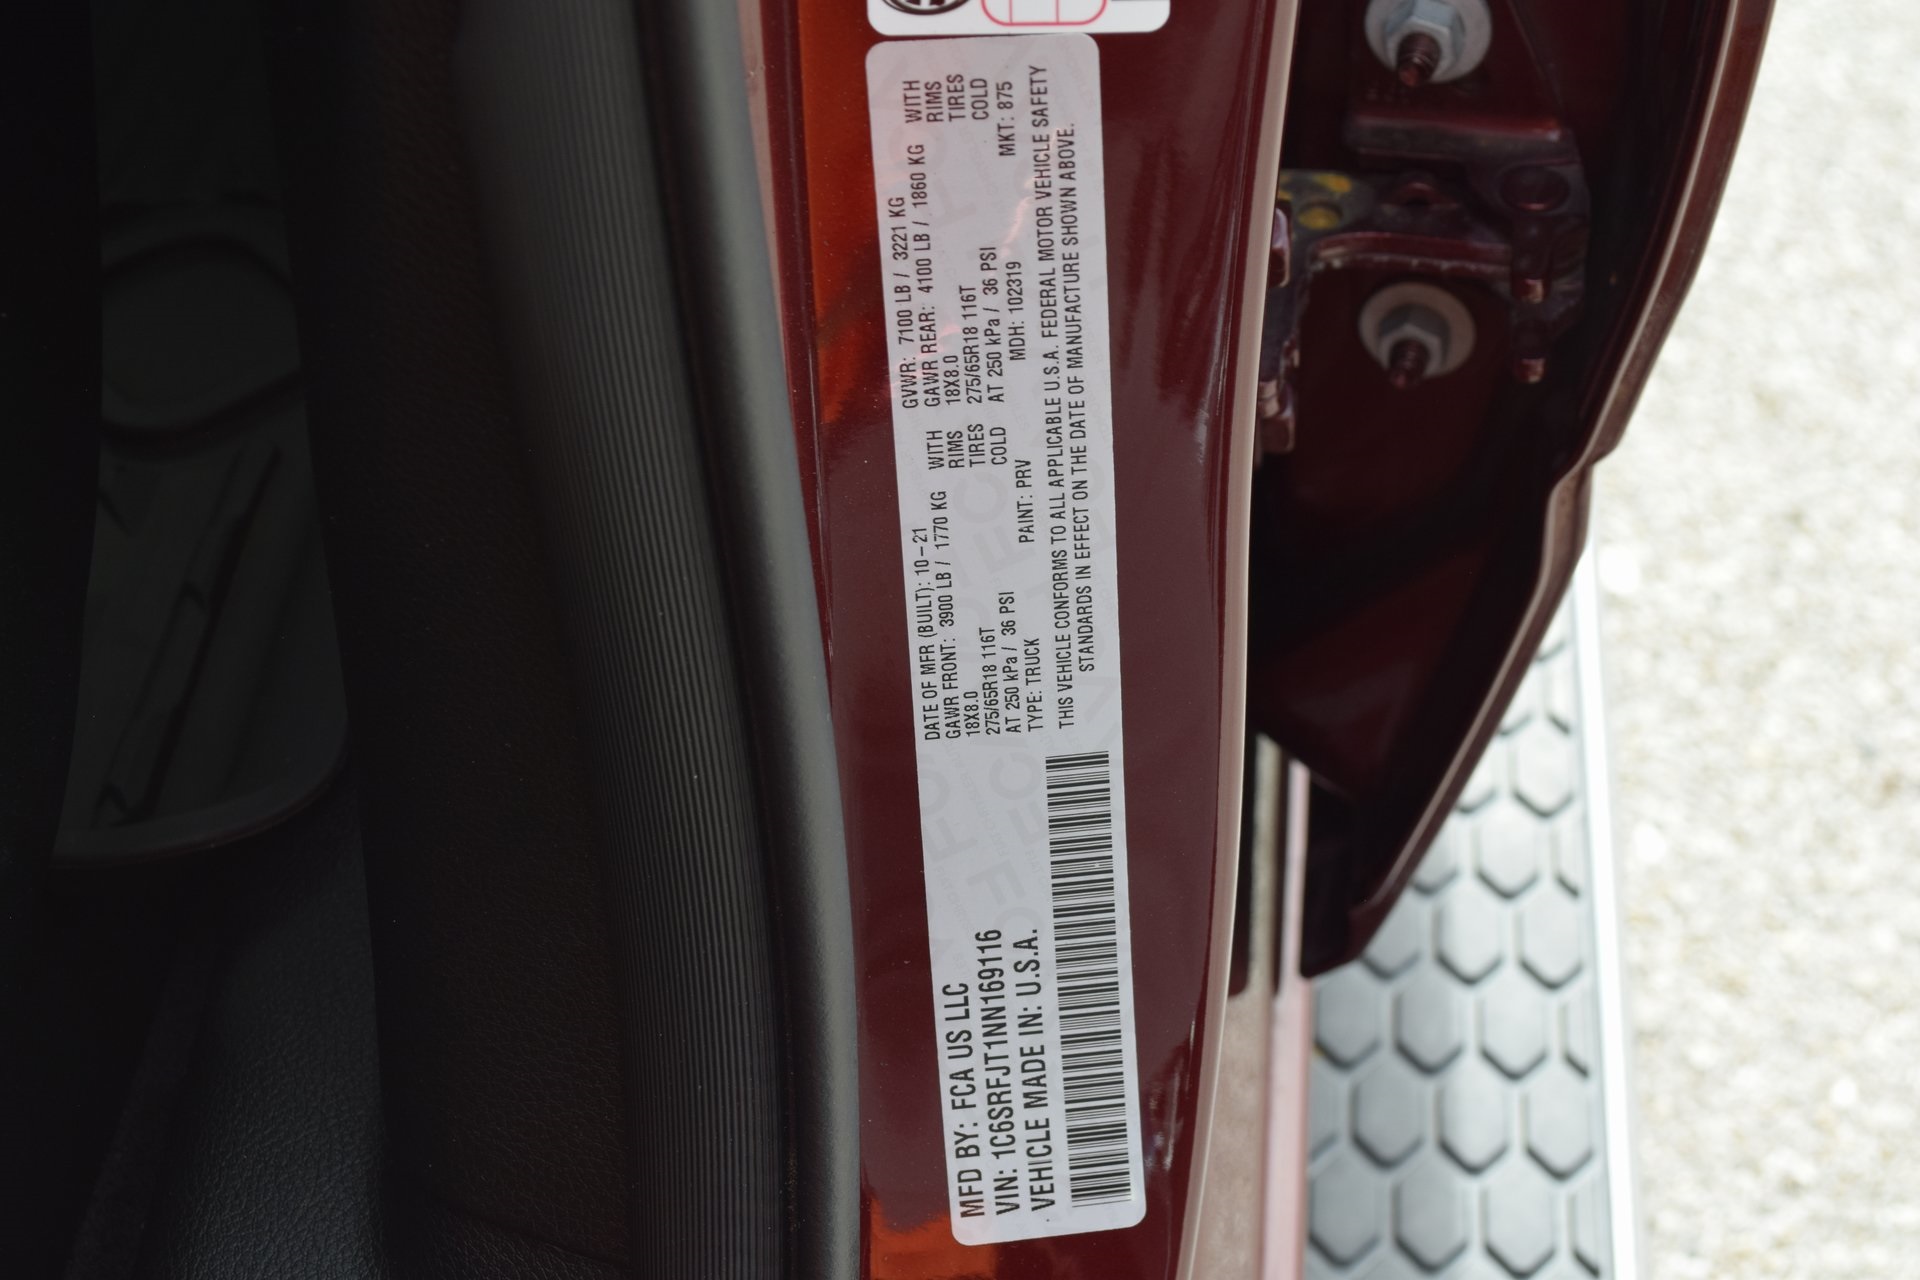 MFD BY: FCA US LLC
DATE OF MFR (BUILT): 10-21 GVWR: 7100 LB / 3221 KG
GAWR FRONT: 3900 LB / 1770 KG WITH GAWR REAR: 4100 LB / 1860 KG WITH
18X8.0 RIMS 18X8.0 RIMS
275/65R18 116T TIRES 275/65R18 116T TIRES
AT 250 kPa / 36 PSI COLD AT 250 kPa / 36 PSI COLD
VIN: 1C6SRFJT1NN169116
TYPE: TRUCK PAINT: PRV MDH: 102319 MKT: 875
VEHICLE MADE IN: U.S.A.
THIS VEHICLE CONFORMS TO ALL APPLICABLE U.S.A. FEDERAL MOTOR VEHICLE SAFETY
STANDARDS IN EFFECT ON THE DATE OF MANUFACTURE SHOWN ABOVE.